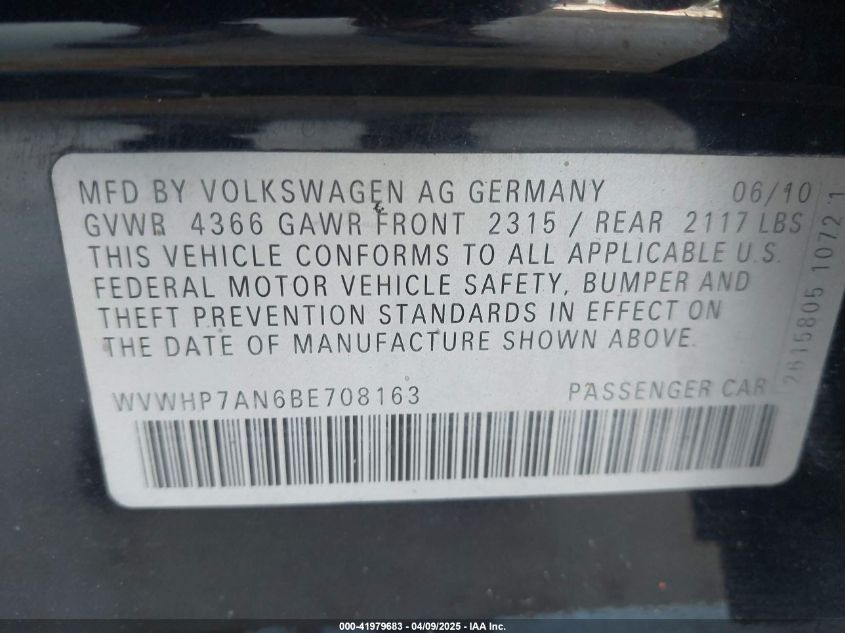 MFD BY VOLKSWAGEN AG GERMANY 06/10
GVWR 4366 GAWR FRONT 2315 / REAR 2117 LBS
THIS VEHICLE CONFORMS TO ALL APPLICABLE U.S.
FEDERAL MOTOR VEHICLE SAFETY, BUMPER AND
THEFT PREVENTION STANDARDS IN EFFECT ON
THE DATE OF MANUFACTURE SHOWN ABOVE.
WVWHP7AN6BE708163 PASSENGER CAR
2615805 1072 1
000-41979683 - 04/09/2025 - IAA Inc.